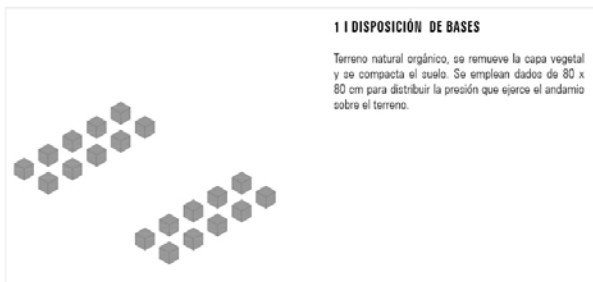 1 I DISPOSICIÓN DE BASES
Terreno natural orgánico, se remueve la capa vegetal
y se compacta el suelo. Se emplean dados de 80 x
80 cm para distribuir la presión que ejerce el andamio
sobre el terreno.